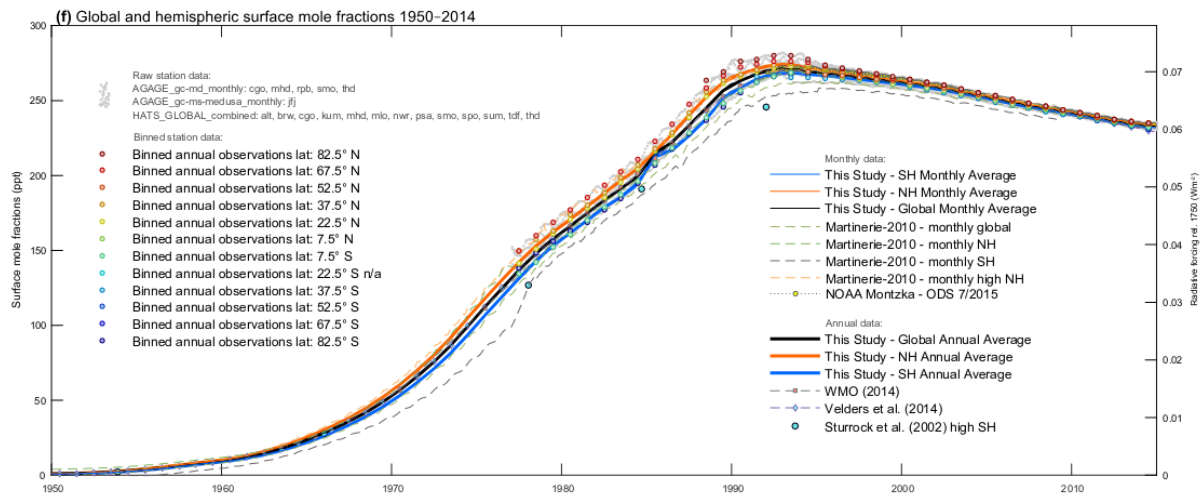 (f) Global and hemispheric surface mole fractions 1950-2014
300
250
200
150
100
50
0
Surface mole fractions (ppt)
Raw station data:
AGAGE_gc-md_monthly: cgo, mhd, rpb, smo, thd
AGAGE_gc-ms-medusa_monthly: jfj
HATS_GLOBAL_combined: alt, brw, cgo, kum, mhd, mlo, nwr, psa, smo, spo, sum, tdf, thd
Binned station data:
Binned annual observations lat: 82.5° N
Binned annual observations lat: 67.5° N
Binned annual observations lat: 52.5° N
Binned annual observations lat: 37.5° N
Binned annual observations lat: 22.5° N
Binned annual observations lat: 7.5° N
Binned annual observations lat: 7.5° S
Binned annual observations lat: 22.5° S n/a
Binned annual observations lat: 37.5° S
Binned annual observations lat: 52.5° S
Binned annual observations lat: 67.5° S
Binned annual observations lat: 82.5° S
Monthly data:
This Study - SH Monthly Average
This Study - NH Monthly Average
This Study - Global Monthly Average
Martinerie-2010 - monthly global
Martinerie-2010 - monthly NH
Martinerie-2010 - monthly SH
Martinerie-2010 - monthly high NH
NOAA Montzka - ODS 7/2015
Annual data:
This Study - Global Annual Average
This Study - NH Annual Average
This Study - SH Annual Average
WMO (2014)
Velders et al. (2014)
Sturrock et al. (2002) high SH
0.07
0.06
0.05
0.04
0.03
0.02
0.01
0
Radiative forcing rel. 1750 (Wm-2)
1950
1960
1970
1980
1990
2000
2010